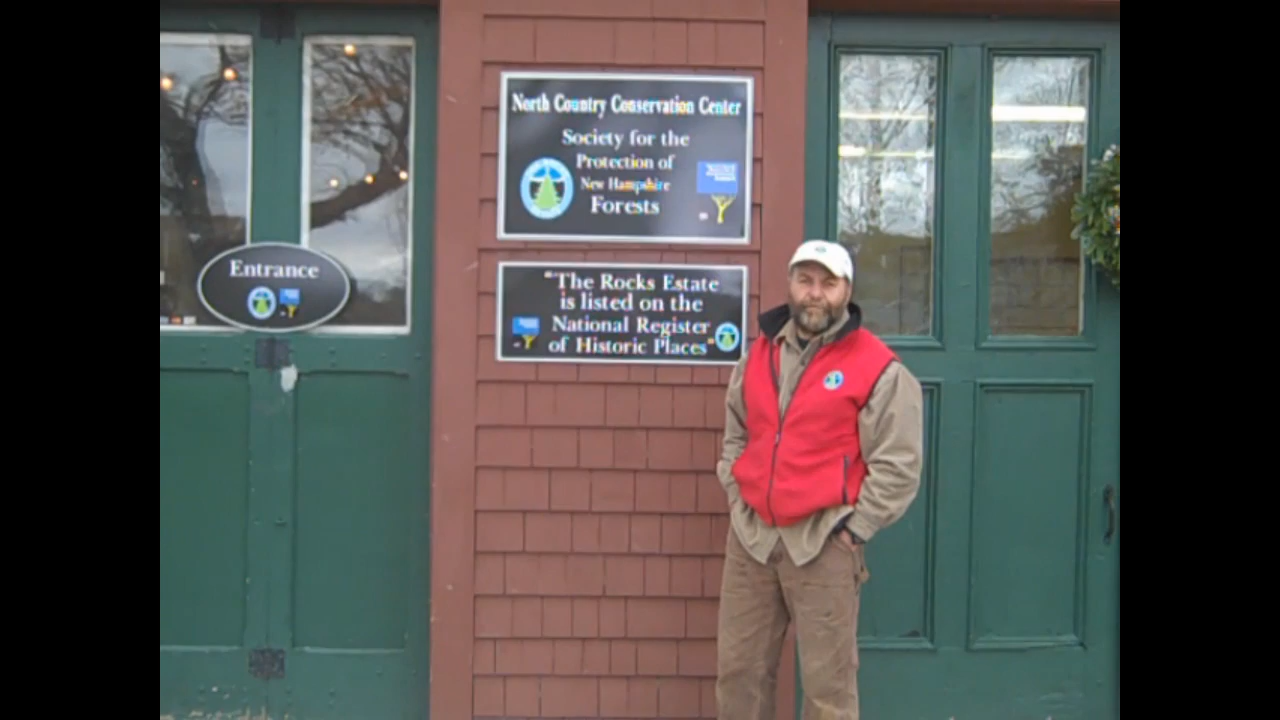 North Country Conservation Center
Society for the
Protection of
New Hampshire
Forests
Entrance
"The Rocks Estate
is listed on the
National Register
of Historic Places"